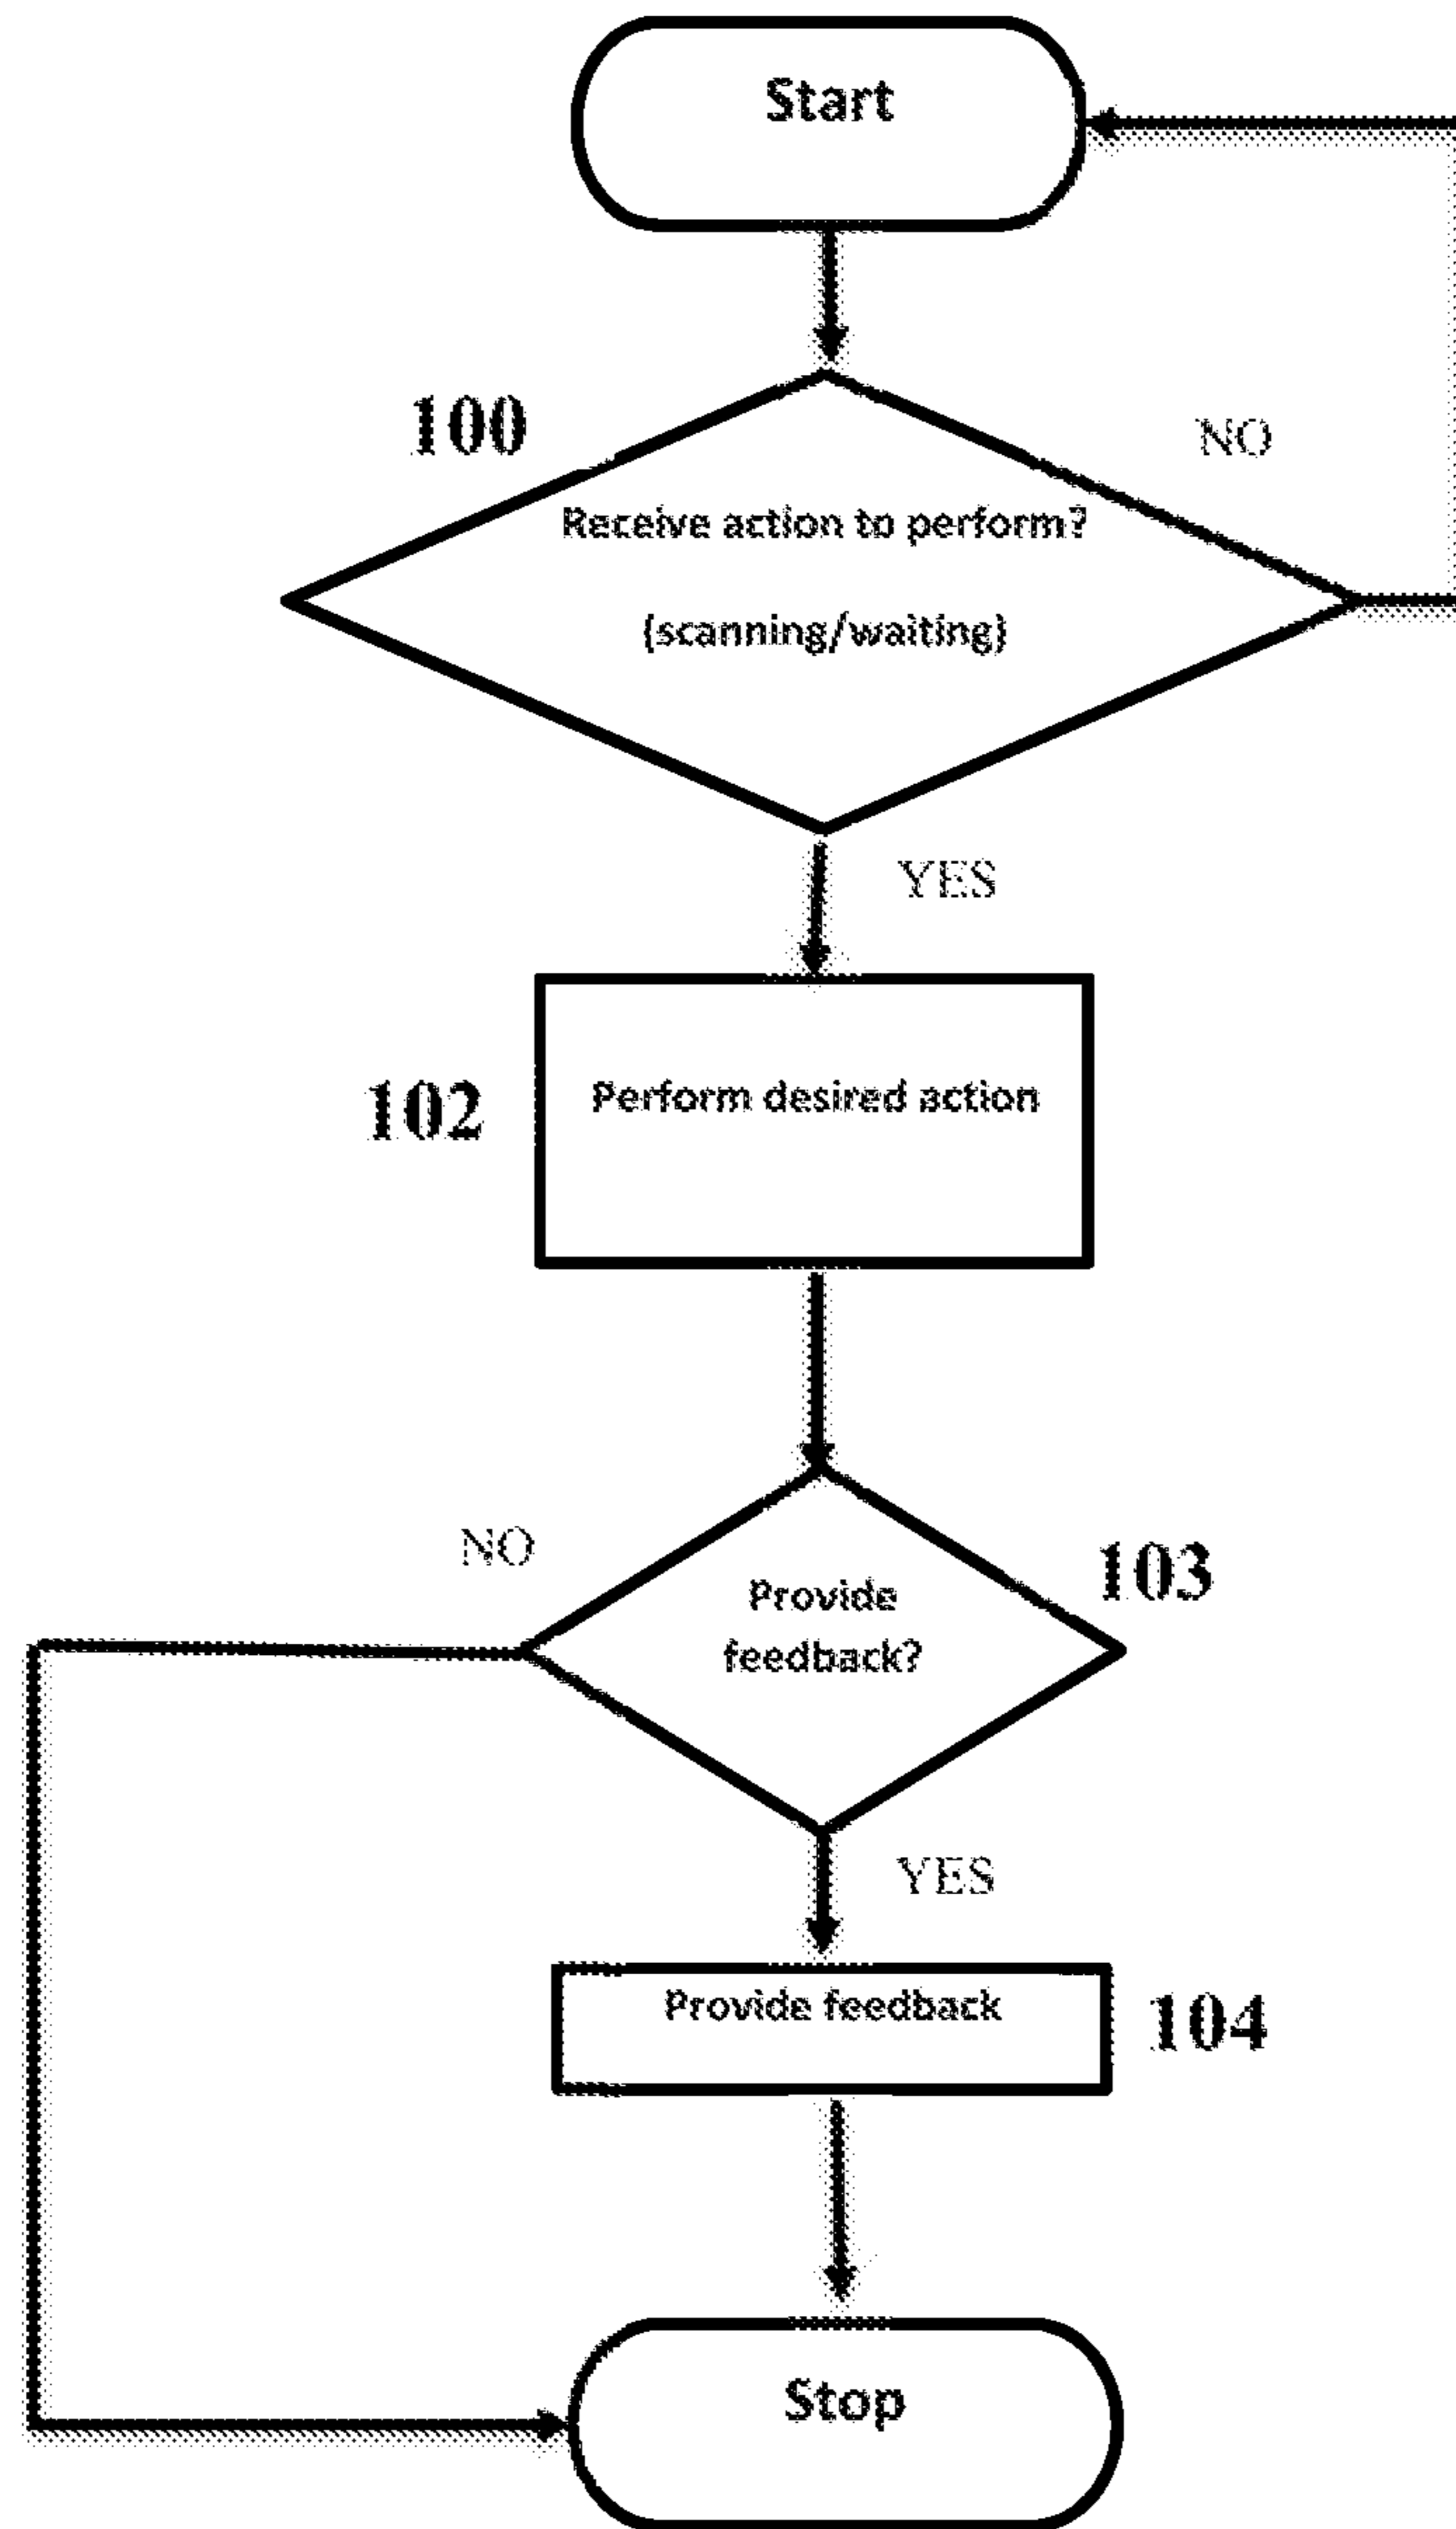 Start
100
NO
Receive action to perform?
(scanning/waiting)
YES
102
Perform desired action
NO
103
Provide
feedback?
YES
Provide feedback
104
Stop